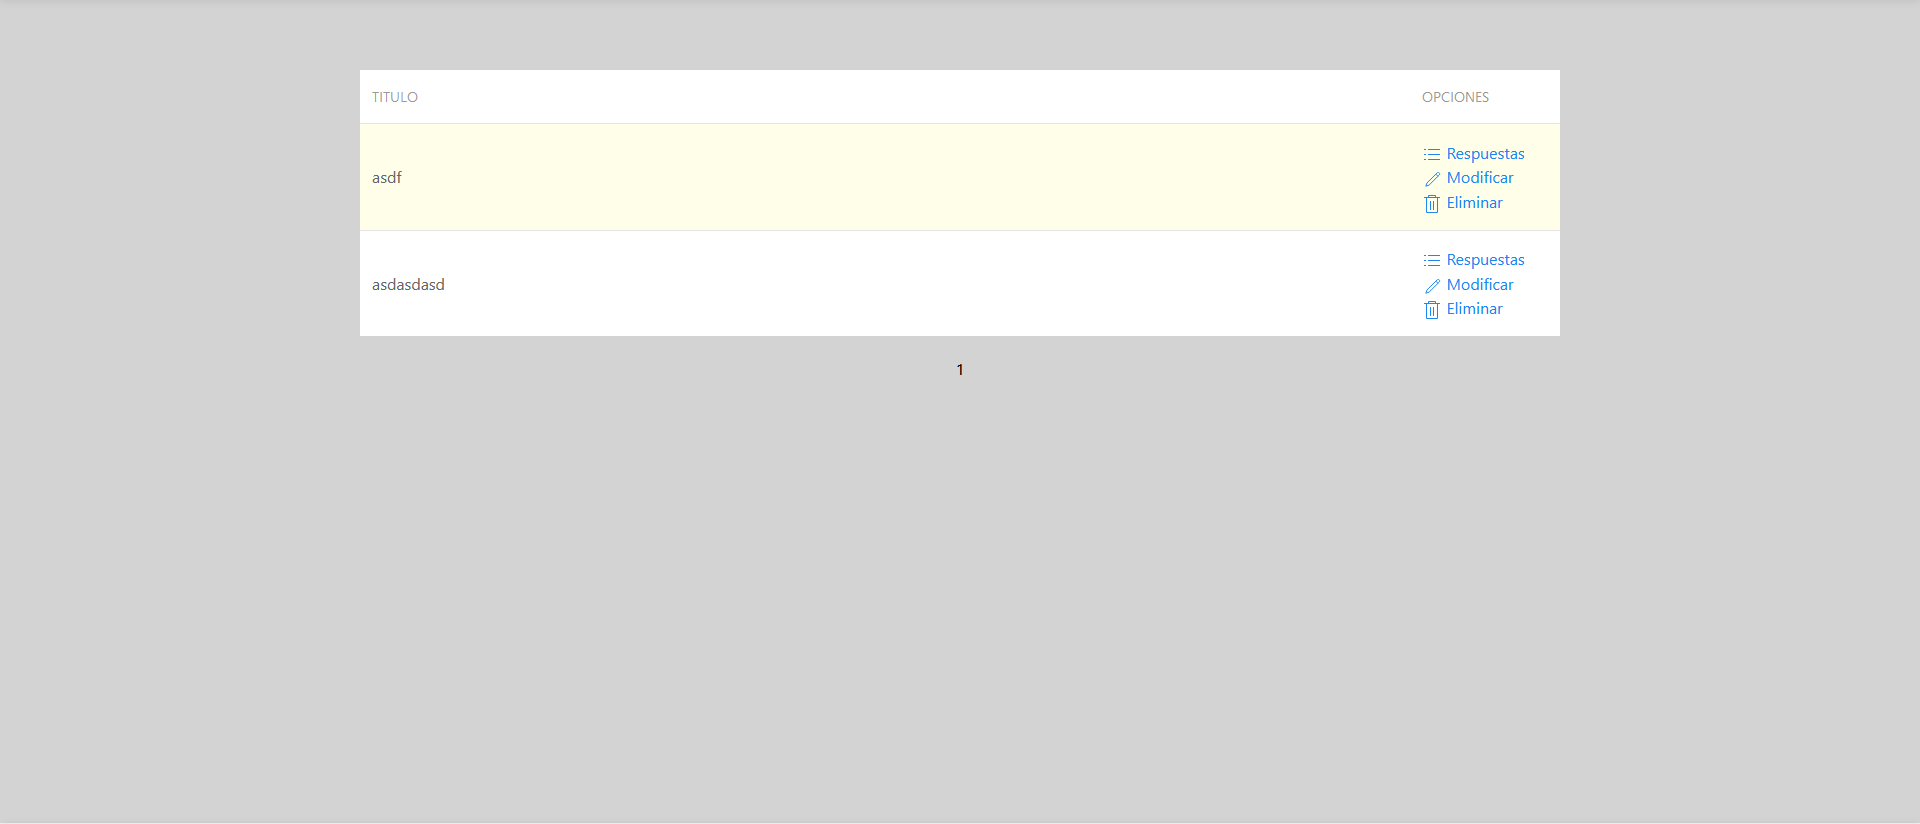 TITULO OPCIONES
asdf
Respuestas
Modificar
Eliminar
asdasdasd
Respuestas
Modificar
Eliminar
1